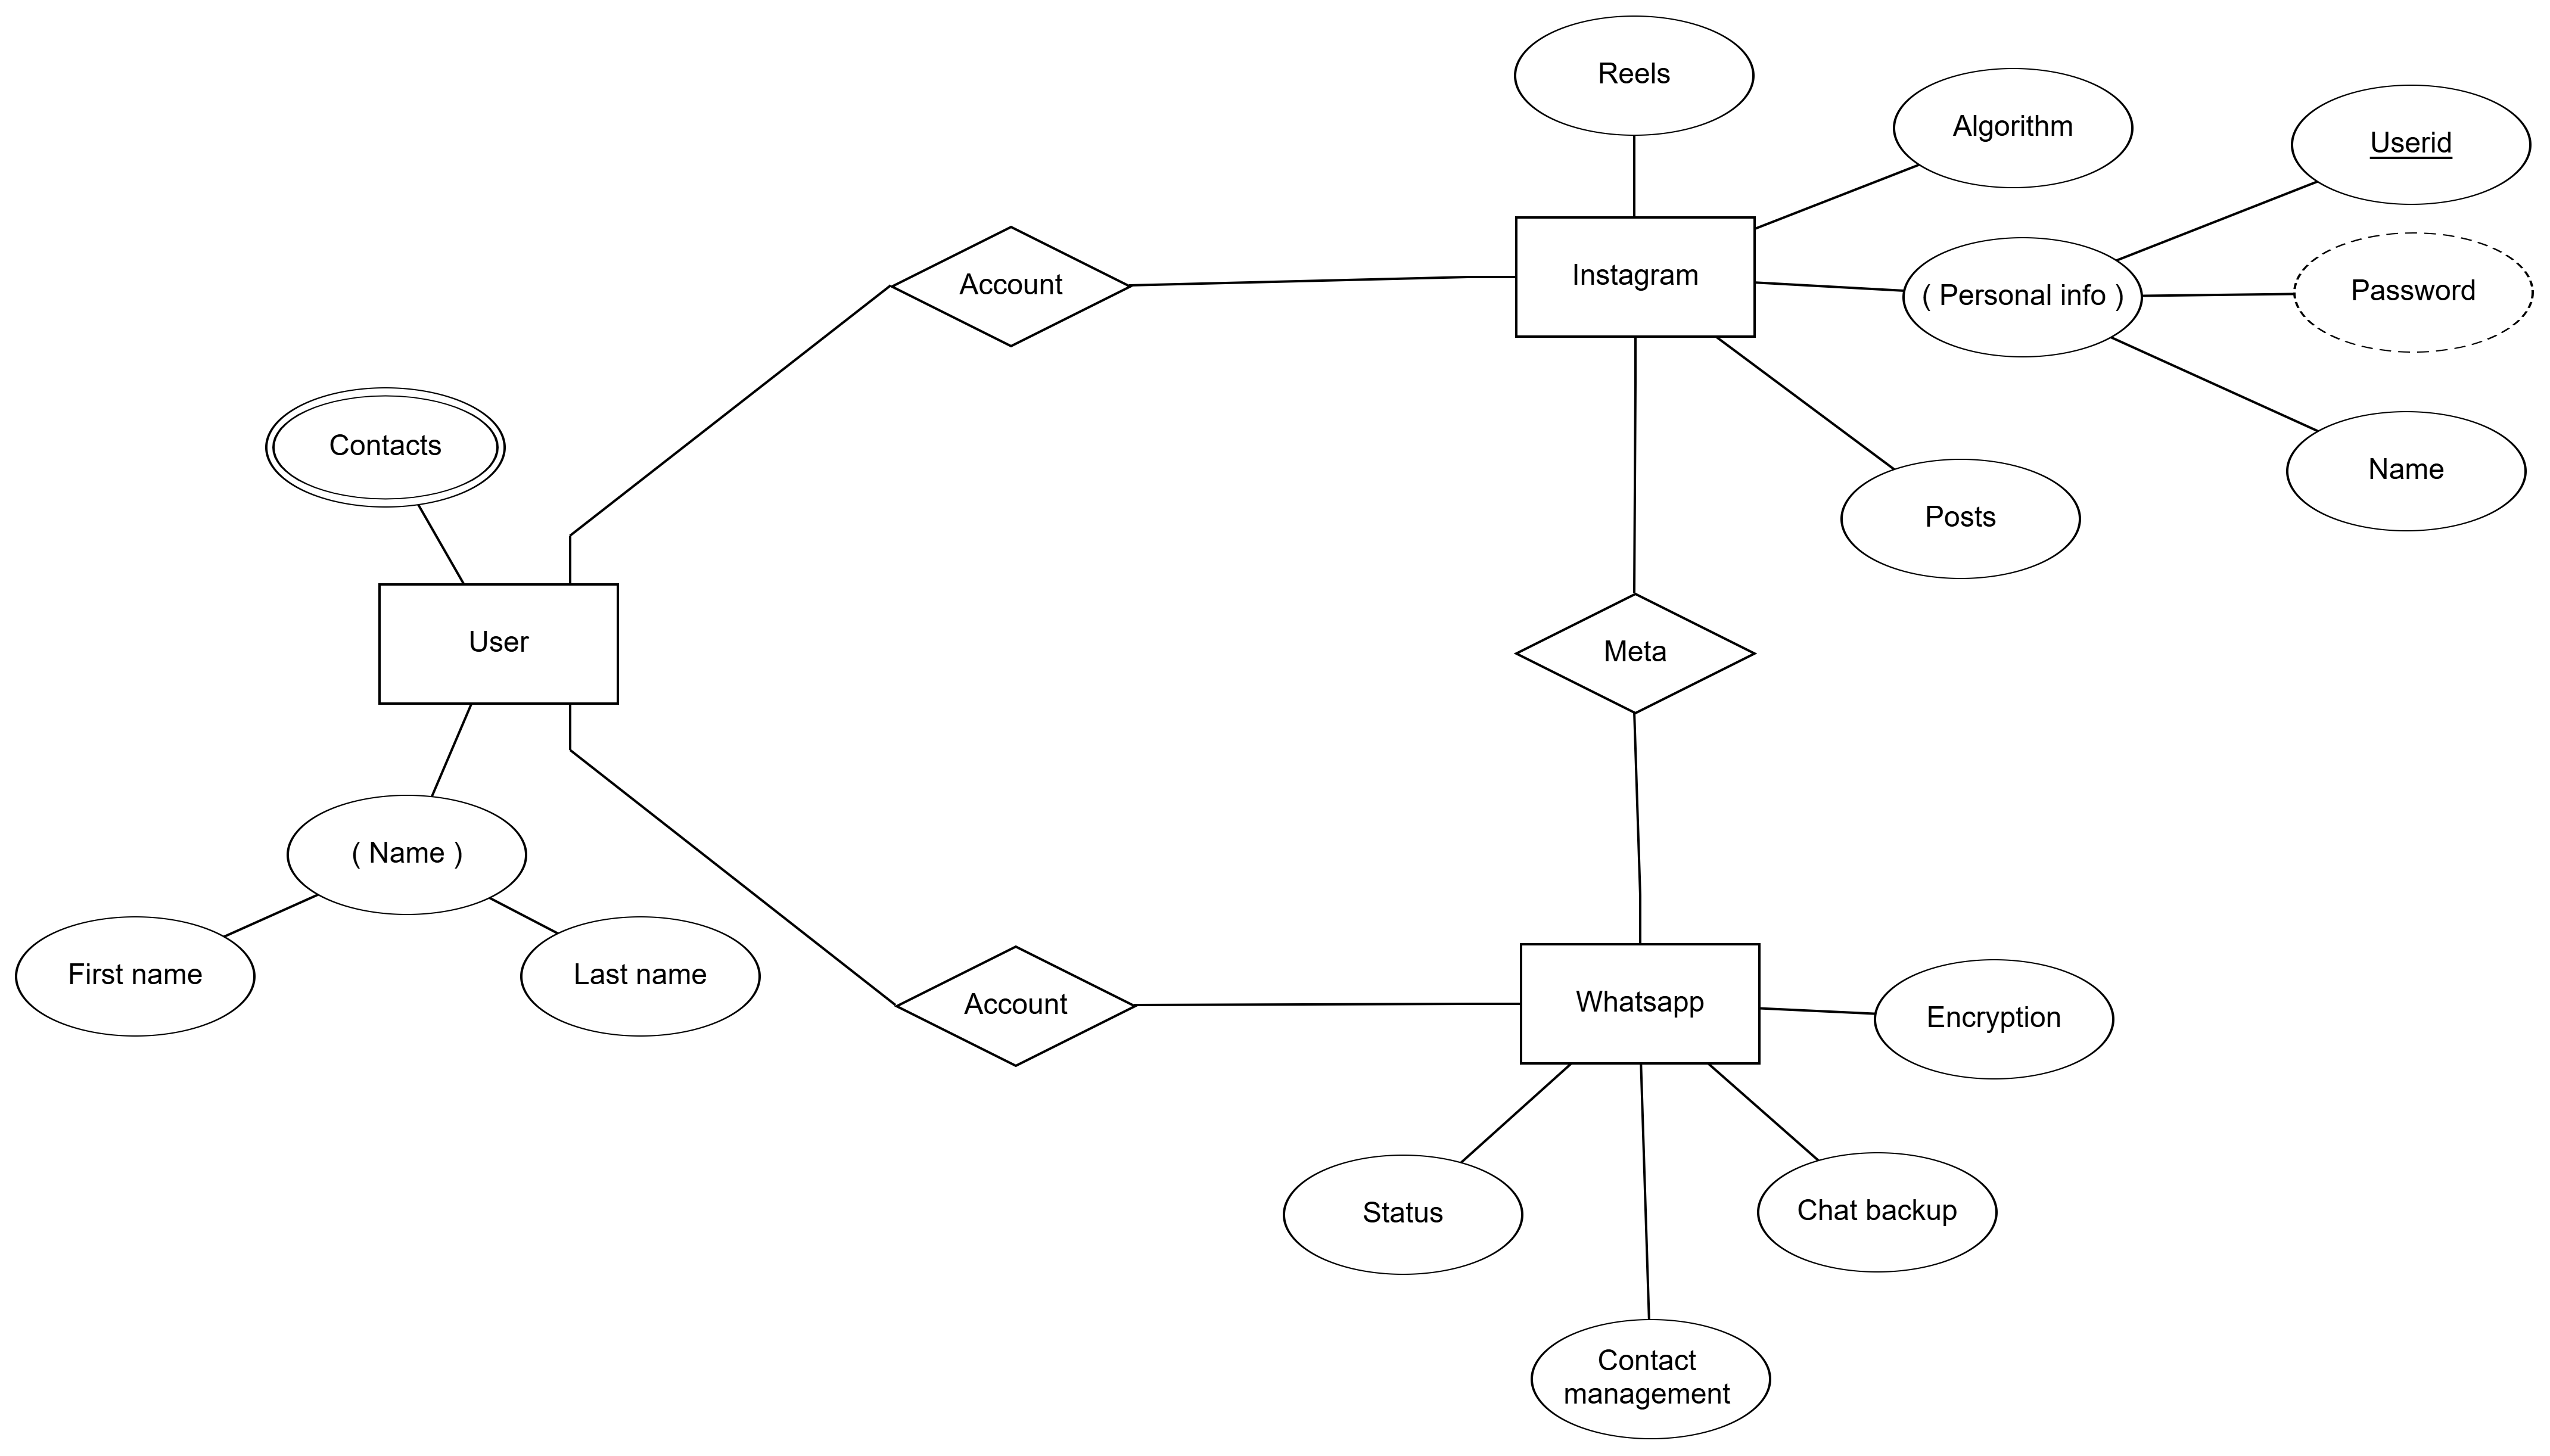 Reels
Algorithm
Userid
Account
Instagram
( Personal info )
Password
Contacts
Name
Posts
User
Meta
( Name )
First name
Last name
Account
Whatsapp
Encryption
Status
Chat backup
Contact
management